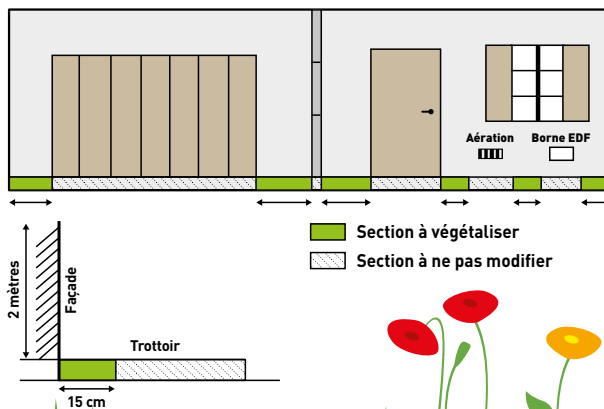 Aération Borne EDF
Section à végétaliser
Section à ne pas modifier
2 mètres
Façade
Trottoir
15 cm